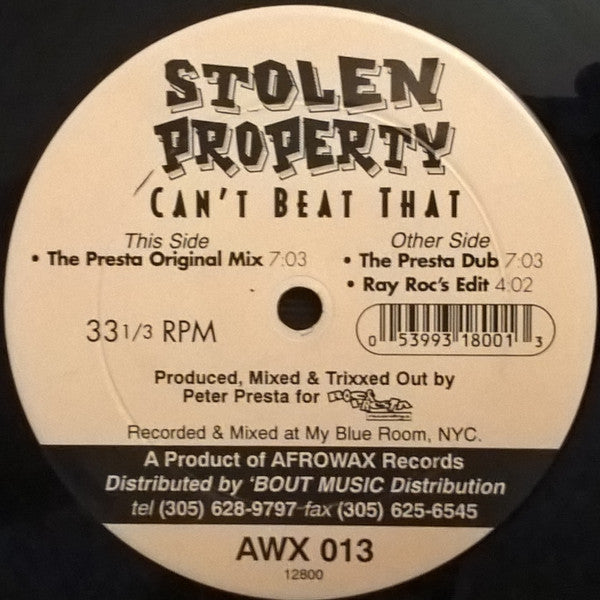 STOLEN
PROPERTY
CAN'T BEAT THAT
This Side
• The Presta Original Mix 7:03
Other Side
• The Presta Dub 7:03
• Ray Roc's Edit 4:02
33 1/3 RPM
0 53993 18001 3
Produced, Mixed & Trixxed Out by
Peter Presta for
Recorded & Mixed at My Blue Room, NYC.
A Product of AFROWAX Records
Distributed by 'BOUT MUSIC Distribution
tel (305) 628-9797 fax (305) 625-6545
AWX 013
12800